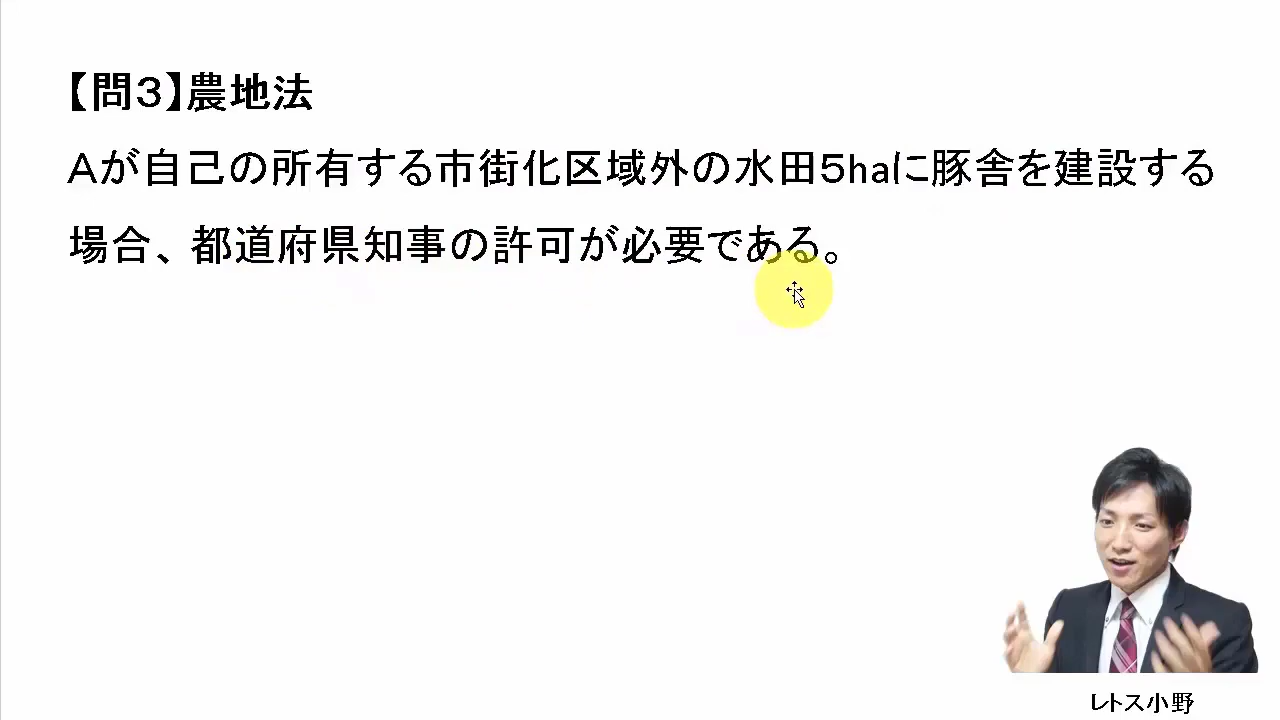 【問３】農地法
Ａが自己の所有する市街化区域外の水田５haに豚舎を建設する
場合、都道府県知事の許可が必要である。
レトス小野